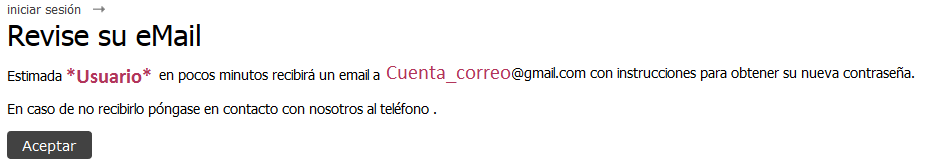 iniciar sesión →
Revise su eMail
Estimada *Usuario* en pocos minutos recibirá un email a Cuenta_correo@gmail.com con instrucciones para obtener su nueva contraseña.
En caso de no recibirlo póngase en contacto con nosotros al teléfono .
Aceptar